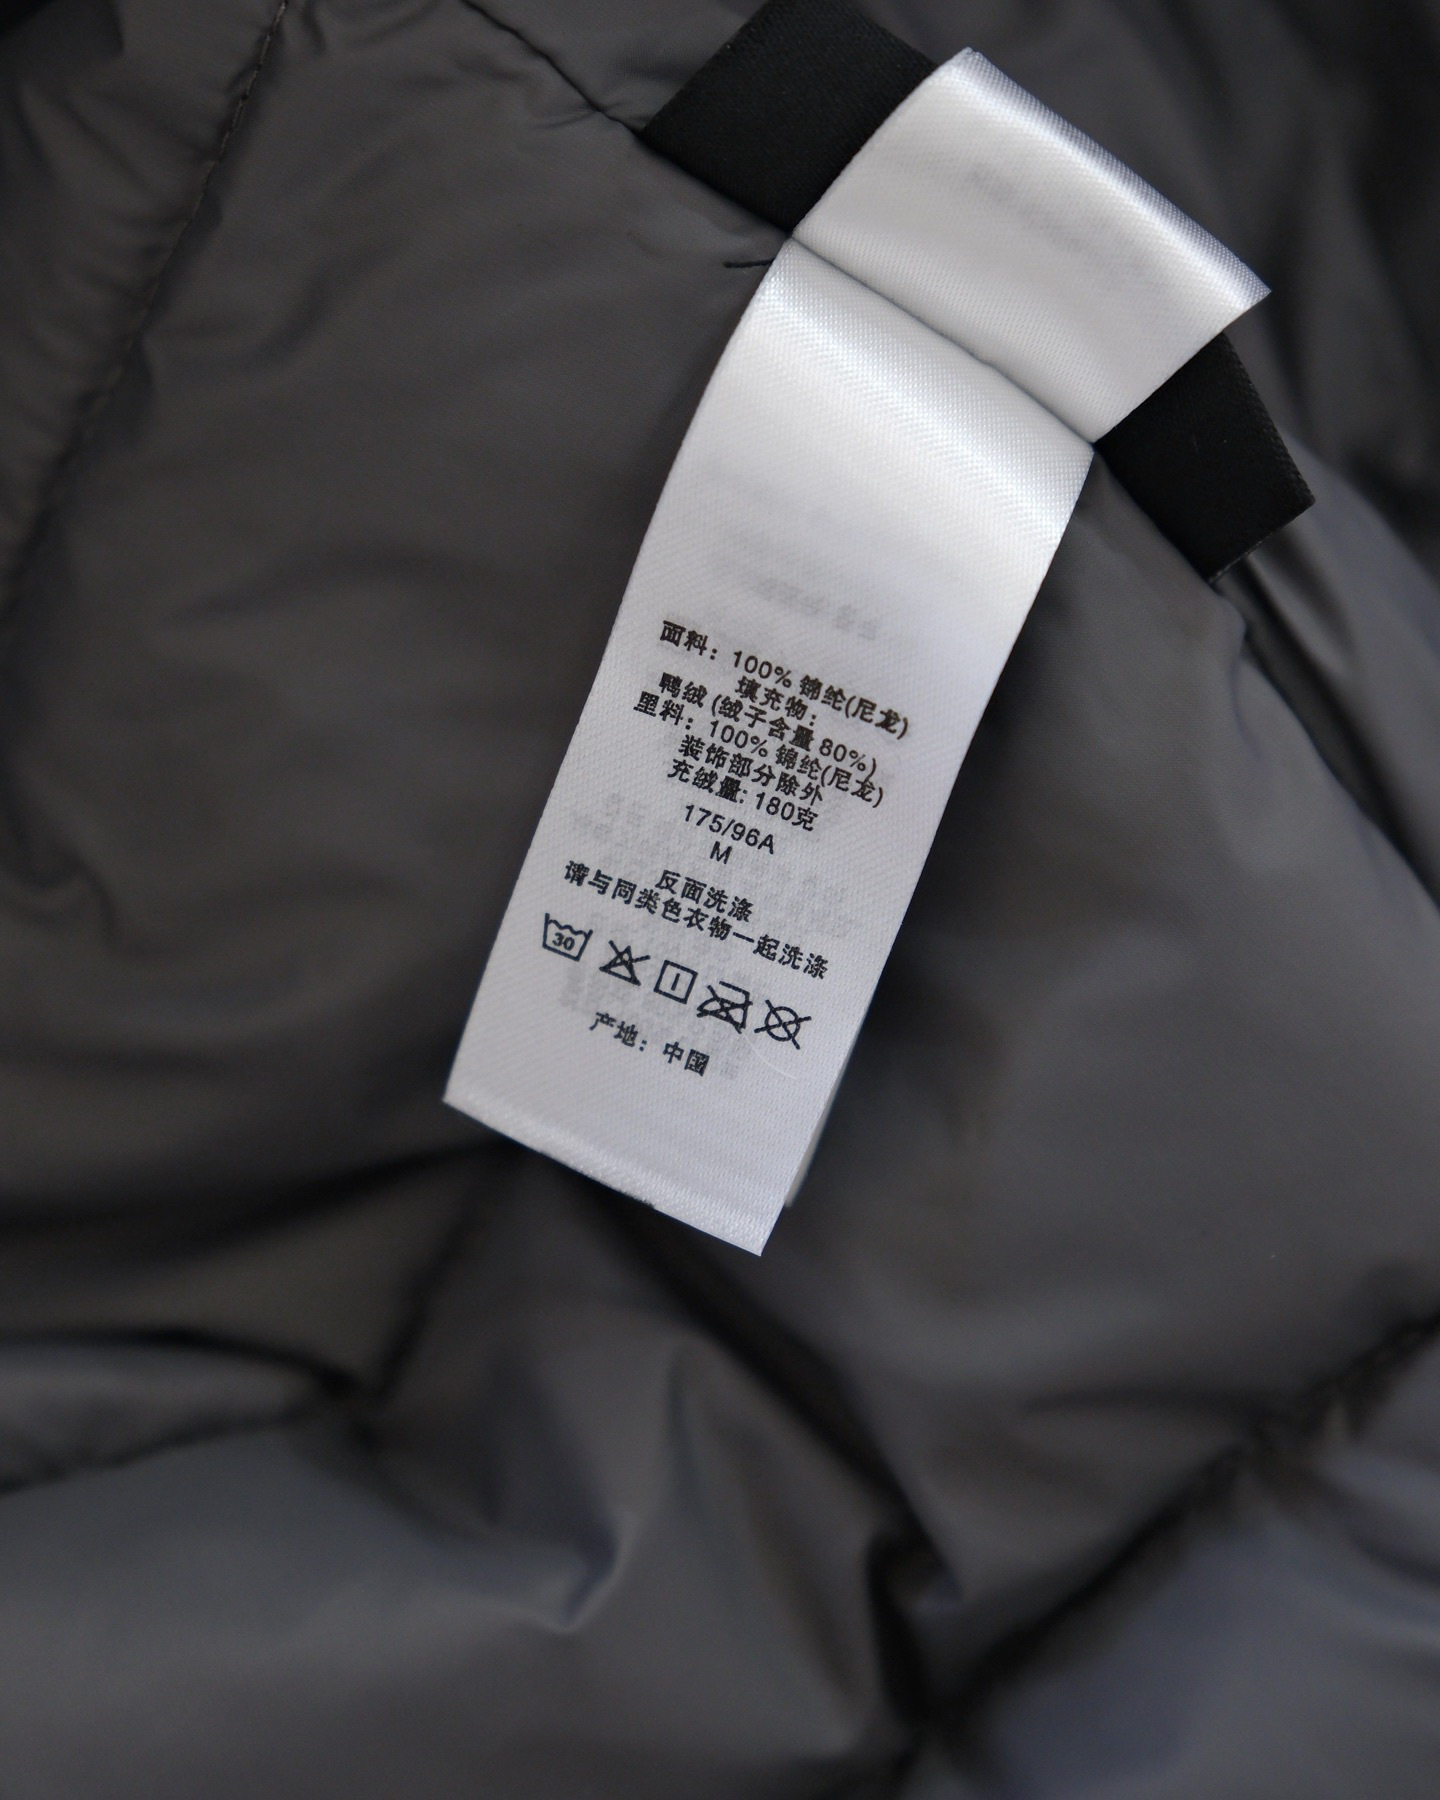 面料：100% 锦纶(尼龙)
填充物：
鸭绒 (绒子含量 80%)
里料：100% 锦纶(尼龙)
装饰部分除外
充绒量: 180克
175/96A
M
反面洗涤
请与同类色衣物一起洗涤
30
产地：中国